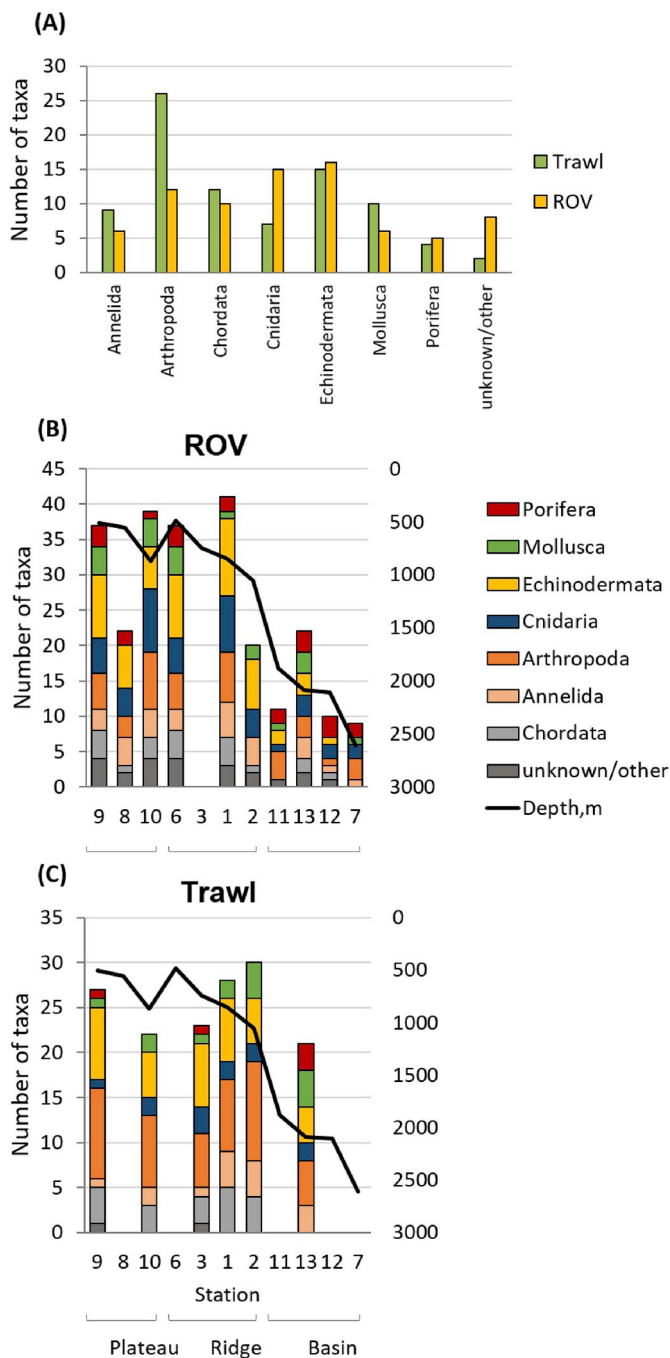 (A)
Number of taxa
30
25
20
15
10
5
0
Annelida
Arthropoda
Chordata
Cnidaria
Echinodermata
Mollusca
Porifera
unknown/other
Trawl
ROV
(B)
ROV
Number of taxa
45
40
35
30
25
20
15
10
5
0
0
500
1000
1500
2000
2500
3000
9 8 10 6 3 1 2 11 13 12 7
Porifera
Mollusca
Echinodermata
Cnidaria
Arthropoda
Annelida
Chordata
unknown/other
Depth,m
(C)
Trawl
Number of taxa
35
30
25
20
15
10
5
0
0
500
1000
1500
2000
2500
3000
9 8 10 6 3 1 2 11 13 12 7
Station
Plateau Ridge Basin